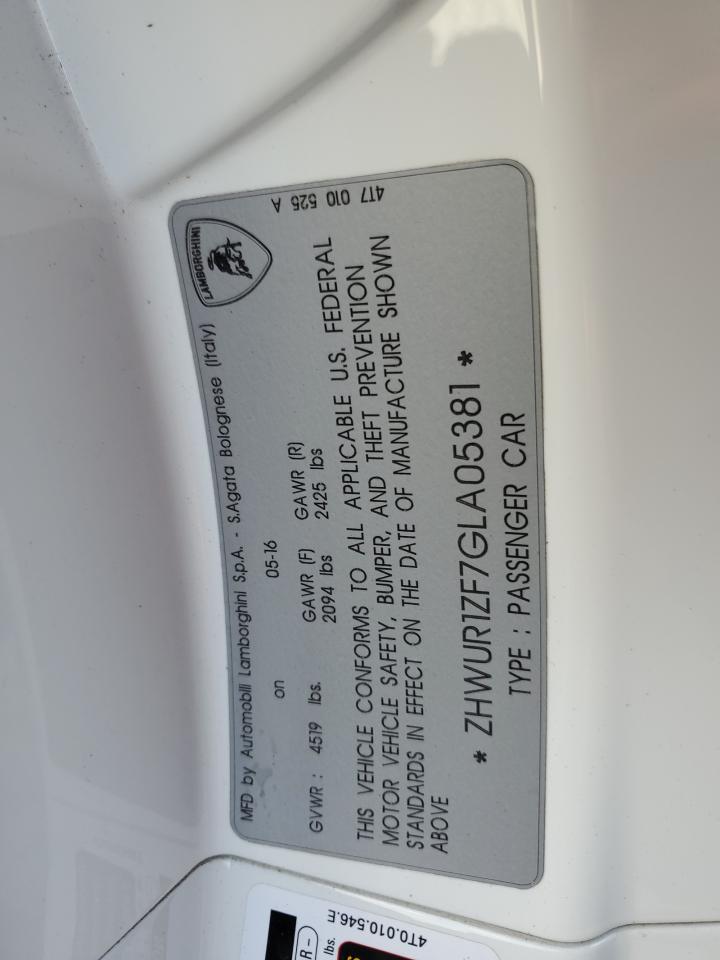 LAMBORGHINI
MFD by Automobili Lamborghini S.p.A. - S.Agata Bolognese (Italy)
on 05-16
GVWR : 4519 lbs. GAWR (F) GAWR (R)
2094 lbs 2425 lbs
THIS VEHICLE CONFORMS TO ALL APPLICABLE U.S. FEDERAL
MOTOR VEHICLE SAFETY, BUMPER, AND THEFT PREVENTION
STANDARDS IN EFFECT ON THE DATE OF MANUFACTURE SHOWN
ABOVE
* ZHWUR1ZF7GLA05381 *
TYPE : PASSENGER CAR
4T7 010 525 A
4T0.010.546.E
lbs.
R-